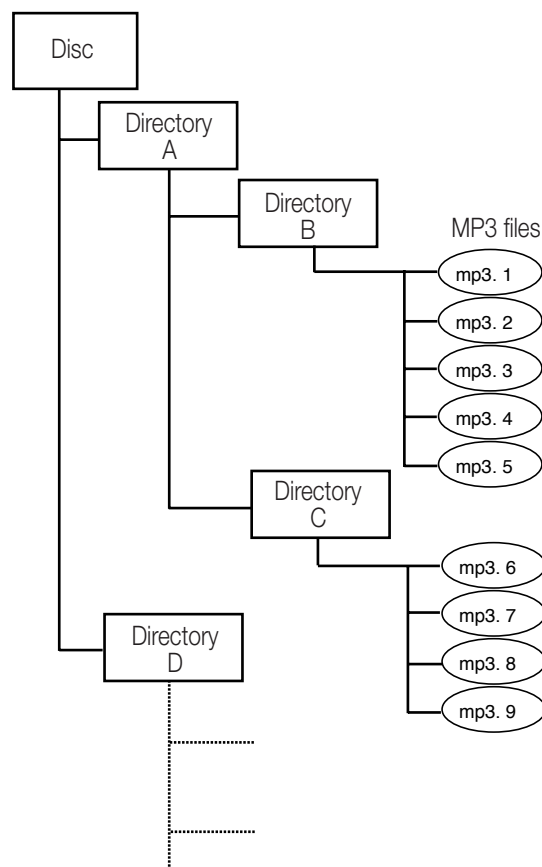 Disc
Directory
A
Directory
B
MP3 files
mp3. 1
mp3. 2
mp3. 3
mp3. 4
mp3. 5
Directory
C
mp3. 6
mp3. 7
mp3. 8
mp3. 9
Directory
D